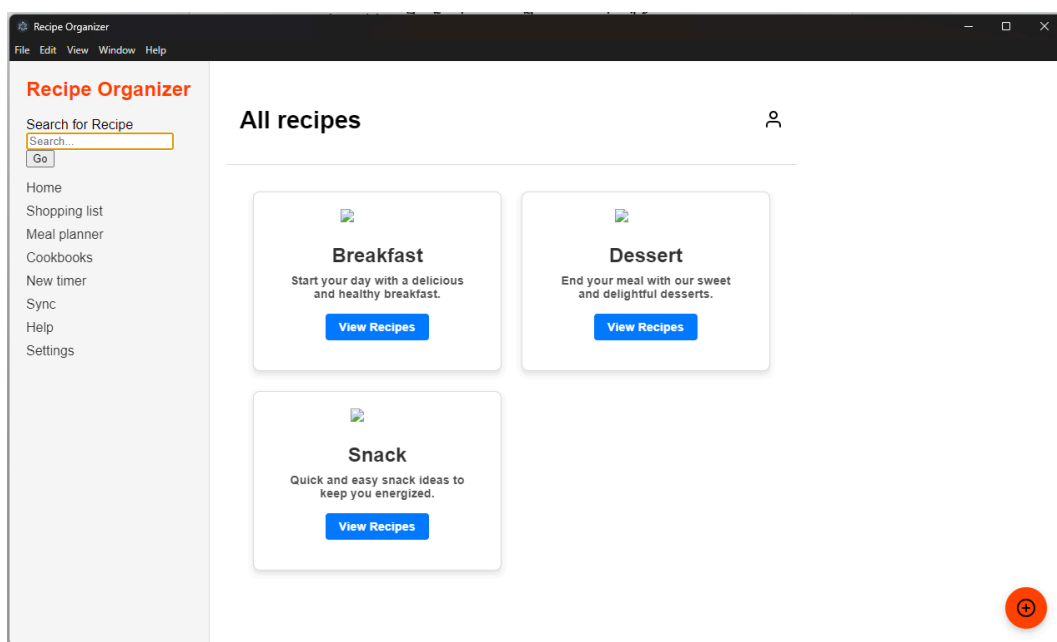 Recipe Organizer
File Edit View Window Help
Recipe Organizer
Search for Recipe
Search...
Go
Home
Shopping list
Meal planner
Cookbooks
New timer
Sync
Help
Settings
All recipes
Breakfast
Start your day with a delicious
and healthy breakfast.
View Recipes
Dessert
End your meal with our sweet
and delightful desserts.
View Recipes
Snack
Quick and easy snack ideas to
keep you energized.
View Recipes